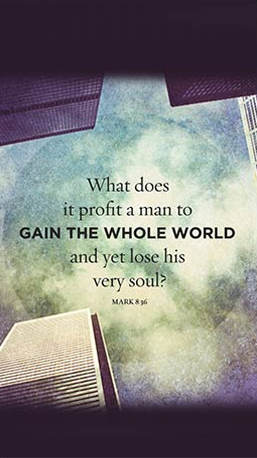 What does
it profit a man to
GAIN THE WHOLE WORLD
and yet lose his
very soul?
MARK 8 36